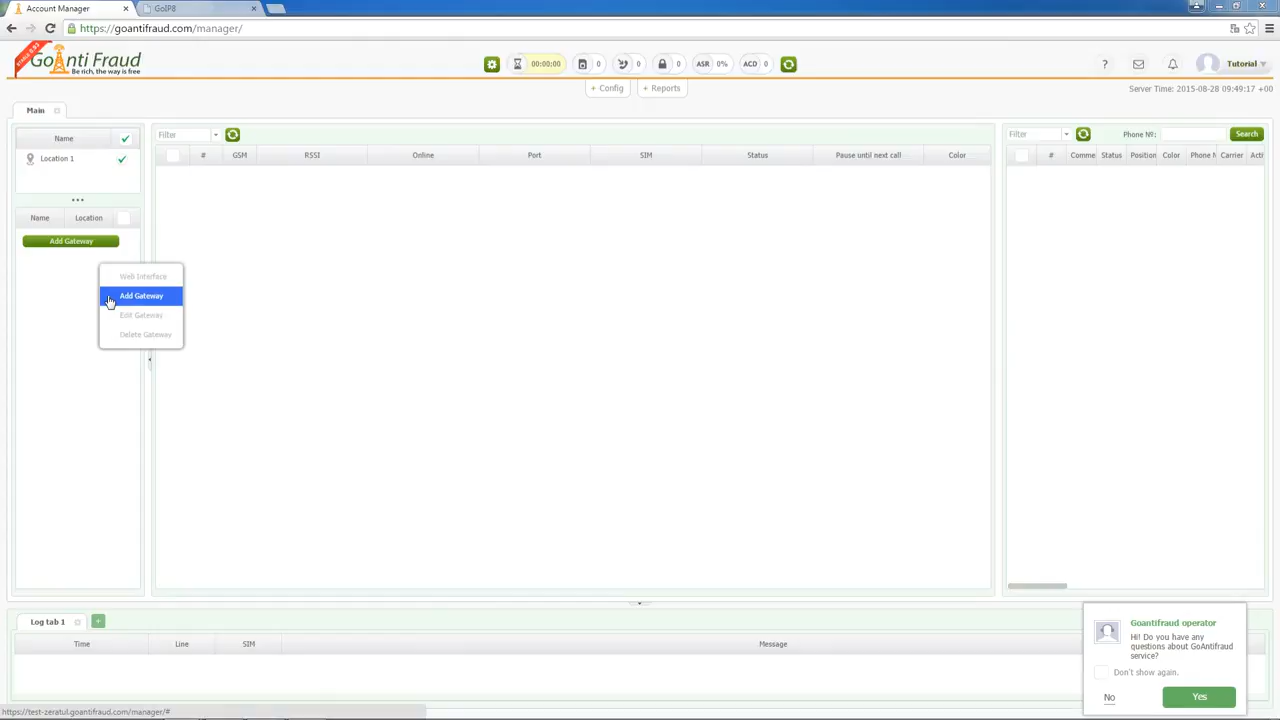 Account Manager
GoIP8
https://goantifraud.com/manager/
STABLE 0.93
GoAnti Fraud
Be rich, the way is free
00:00:00
0
0
0
ASR 0%
ACD 0
?
Tutorial
+ Config
+ Reports
Server Time: 2015-08-28 09:49:17 +00
Main
Name
Location 1
Name Location
Add Gateway
Web Interface
Add Gateway
Edit Gateway
Delete Gateway
Filter
# GSM RSSI Online Port SIM Status Pause until next call Color
Filter
Phone №:
Search
# Comme Status Position Color Phone N Carrier Acti
Log tab 1
+
Time Line SIM Message
Goantifraud operator
Hi! Do you have any
questions about GoAntifraud
service?
Don't show again.
No
Yes
https://test-zeratul.goantifraud.com/manager/#